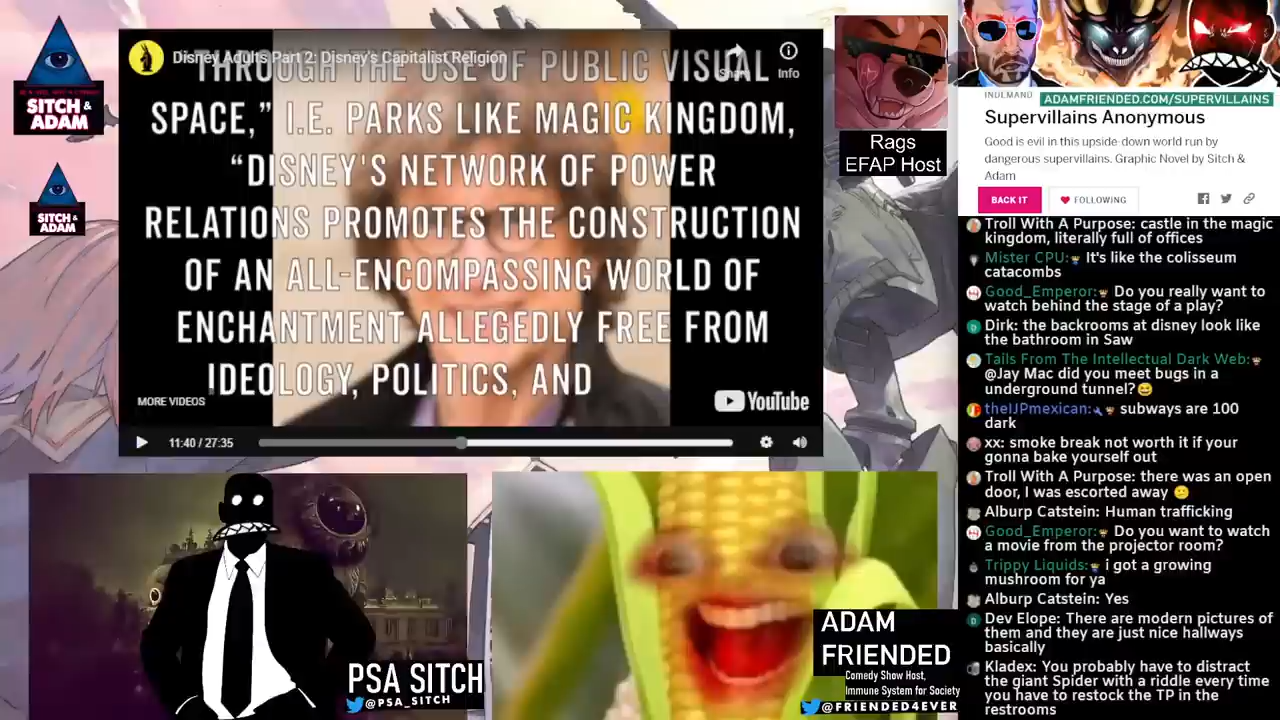 BE A HERO, SAVE A ZOMBIE
SITCH &
ADAM
SITCH &
ADAM
Disney Adults Part 2: Disney's Capitalist Religion
Share
Info
THROUGH THE USE OF PUBLIC VISUAL
SPACE,” I.E. PARKS LIKE MAGIC KINGDOM,
“DISNEY'S NETWORK OF POWER
RELATIONS PROMOTES THE CONSTRUCTION
OF AN ALL-ENCOMPASSING WORLD OF
ENCHANTMENT ALLEGEDLY FREE FROM
IDEOLOGY, POLITICS, AND
MORE VIDEOS
YouTube
11:40 / 27:35
Rags
EFAP Host
PSA SITCH
@PSA_SITCH
ADAM
FRIENDED
Comedy Show Host,
Immune System for Society
@FRIENDED4EVER
INDEMAND
ADAMFRIENDED.COM/SUPERVILLAINS
Supervillains Anonymous
Good is evil in this upside-down world run by
dangerous supervillains. Graphic Novel by Sitch &
Adam
BACK IT
FOLLOWING
Troll With A Purpose: castle in the magic
kingdom, literally full of offices
Mister CPU: It's like the colisseum
catacombs
Good_Emperor: Do you really want to
watch behind the stage of a play?
Dirk: the backrooms at disney look like
the bathroom in Saw
Tails From The Intellectual Dark Web:
@Jay Mac did you meet bugs in a
underground tunnel?😅
theIJPmexican: subways are 100
dark
xx: smoke break not worth it if your
gonna bake yourself out
Troll With A Purpose: there was an open
door, I was escorted away 🙂
Alburp Catstein: Human trafficking
Good_Emperor: Do you want to watch
a movie from the projector room?
Trippy Liquids: i got a growing
mushroom for ya
Alburp Catstein: Yes
Dev Elope: There are modern pictures of
them and they are just nice hallways
basically
Kladex: You probably have to distract
the giant Spider with a riddle every time
you have to restock the TP in the
restrooms